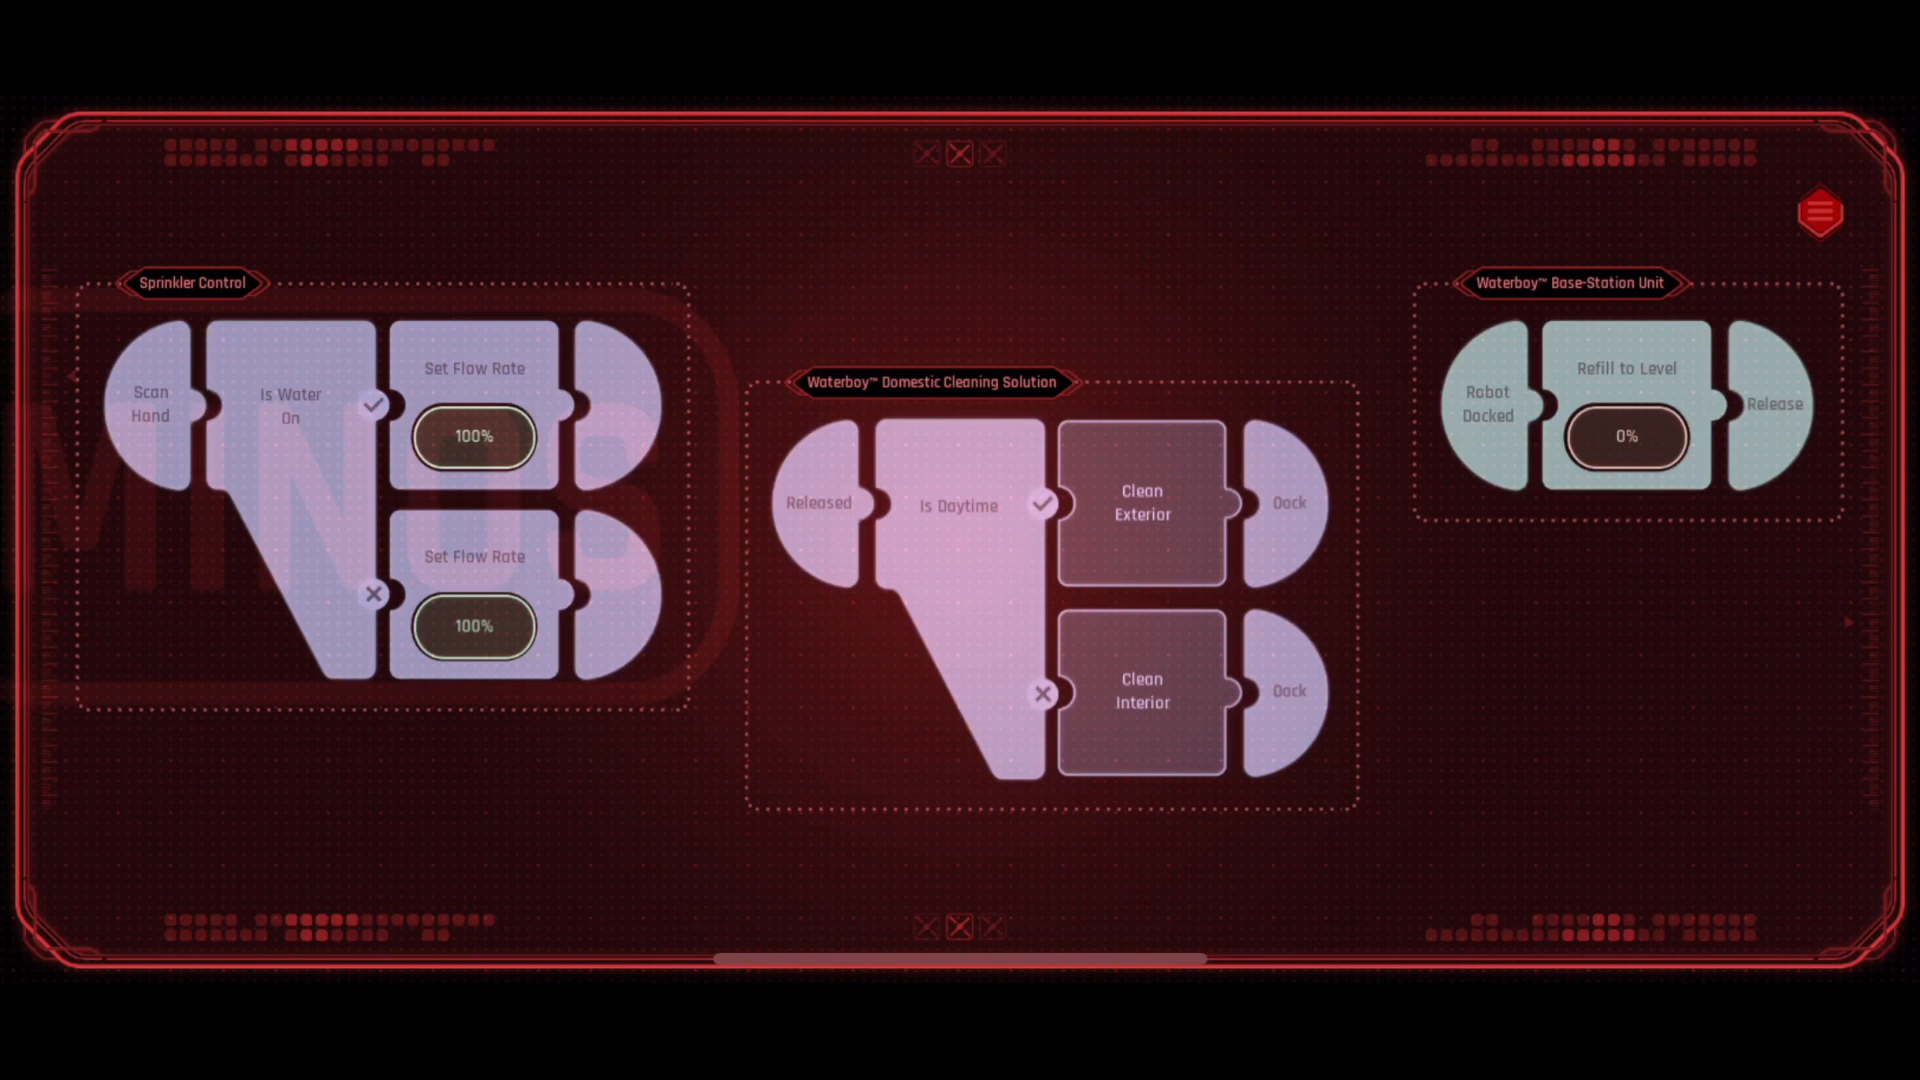 Sprinkler Control
Scan
Hand
Is Water
On
Set Flow Rate
100%
Set Flow Rate
100%
MINOS
Waterboy™ Domestic Cleaning Solution
Released
Is Daytime
Clean
Exterior
Dock
Clean
Interior
Dock
Waterboy™ Base-Station Unit
Robot
Docked
Refill to Level
0%
Release